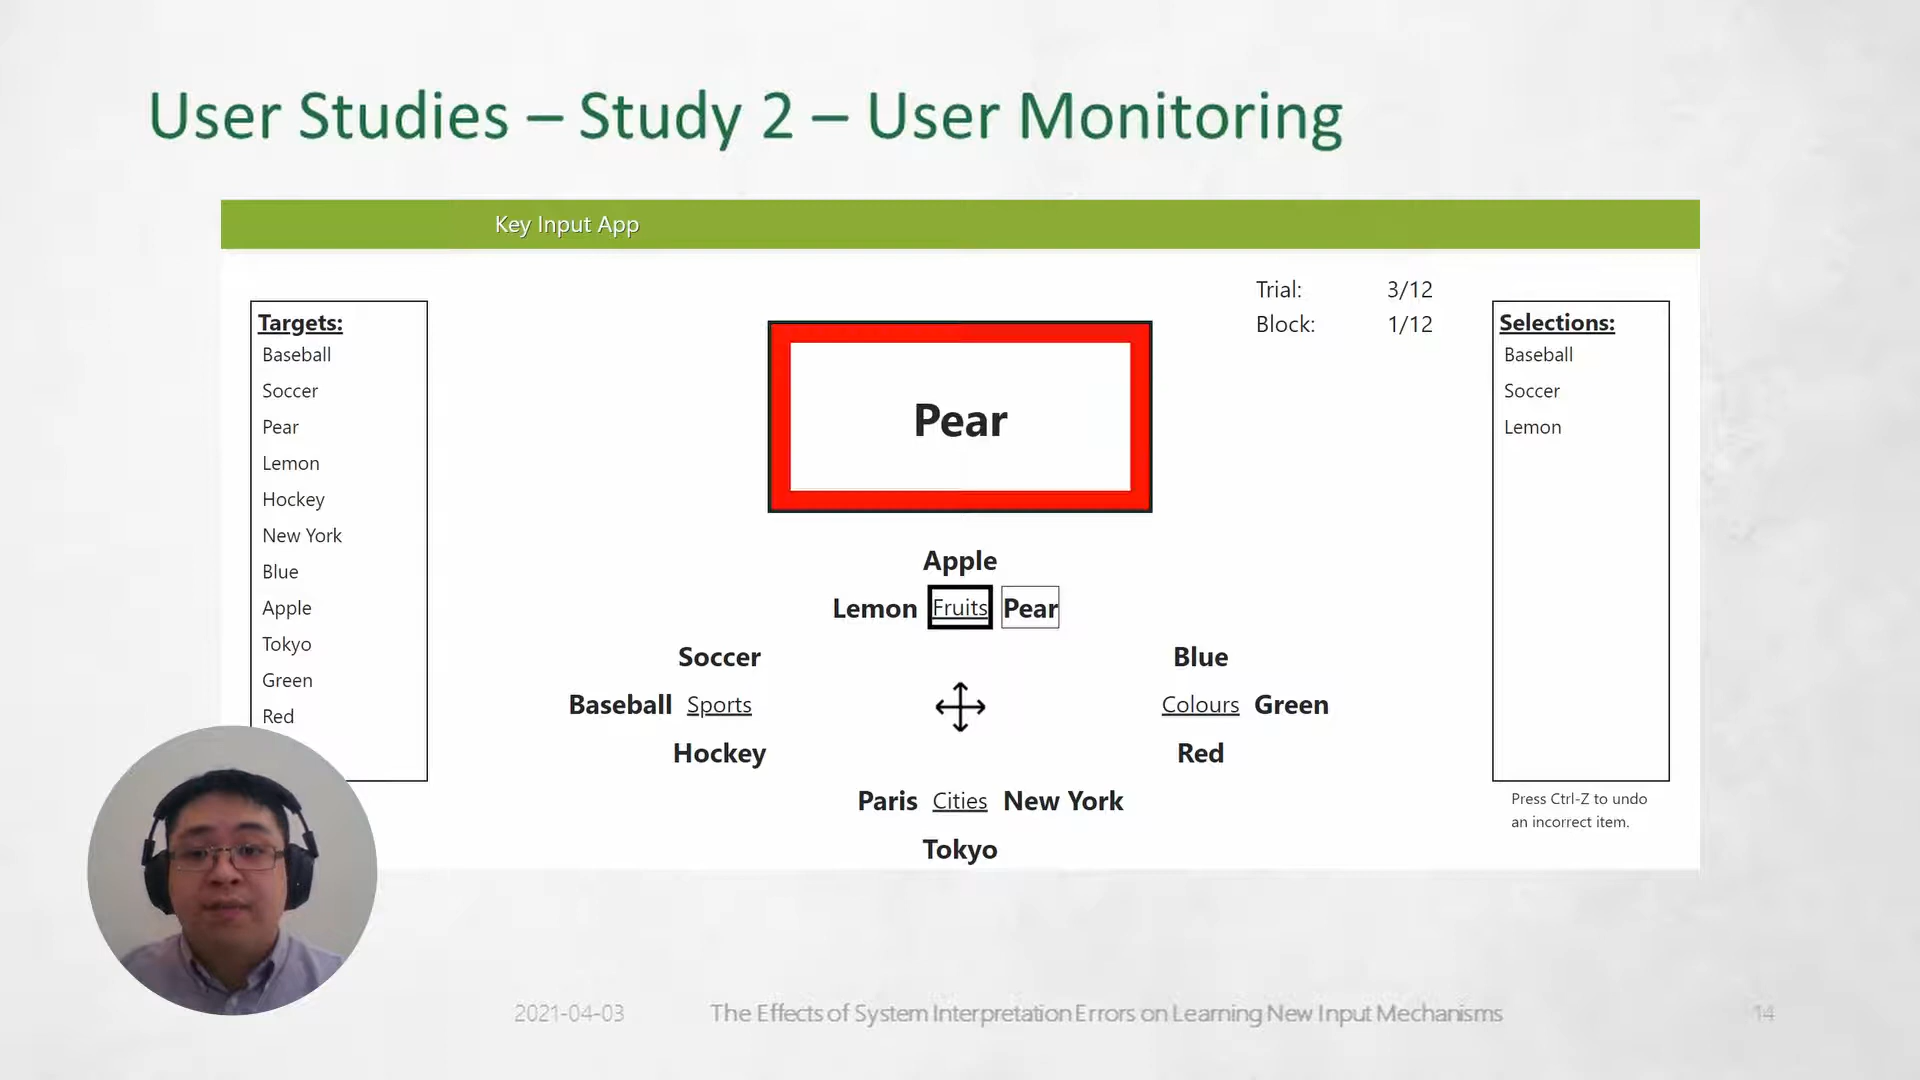 User Studies – Study 2 – User Monitoring
Key Input App
Trial: 3/12
Block: 1/12
Targets:
Baseball
Soccer
Pear
Lemon
Hockey
New York
Blue
Apple
Tokyo
Green
Red
Pear
Apple
Lemon Fruits Pear
Soccer
Baseball Sports
Hockey
Blue
Colours Green
Red
Paris Cities New York
Tokyo
Selections:
Baseball
Soccer
Lemon
Press Ctrl-Z to undo
an incorrect item.
2021-04-03 The Effects of System Interpretation Errors on Learning New Input Mechanisms 14